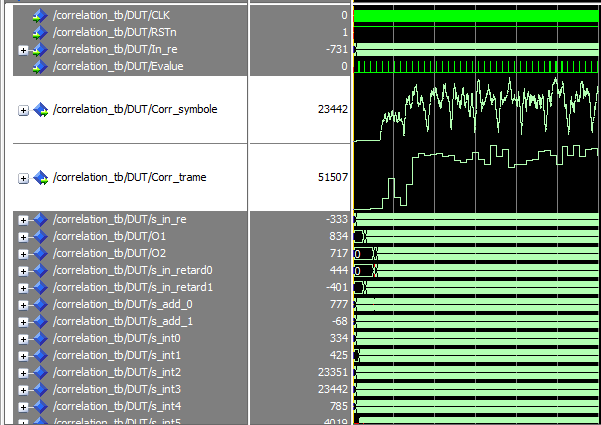 /correlation_tb/DUT/CLK 0
/correlation_tb/DUT/RSTn 1
/correlation_tb/DUT/In_re -731
/correlation_tb/DUT/Evalue 0
/correlation_tb/DUT/Corr_symbole 23442
/correlation_tb/DUT/Corr_trame 51507
/correlation_tb/DUT/s_in_re -333
/correlation_tb/DUT/O1 834
/correlation_tb/DUT/O2 717 0
/correlation_tb/DUT/s_in_retard0 444 0
/correlation_tb/DUT/s_in_retard1 -401
/correlation_tb/DUT/s_add_0 777
/correlation_tb/DUT/s_add_1 -68
/correlation_tb/DUT/s_int0 334
/correlation_tb/DUT/s_int1 425
/correlation_tb/DUT/s_int2 23351
/correlation_tb/DUT/s_int3 23442
/correlation_tb/DUT/s_int4 785
/correlation_tb/DUT/s_int5 4019